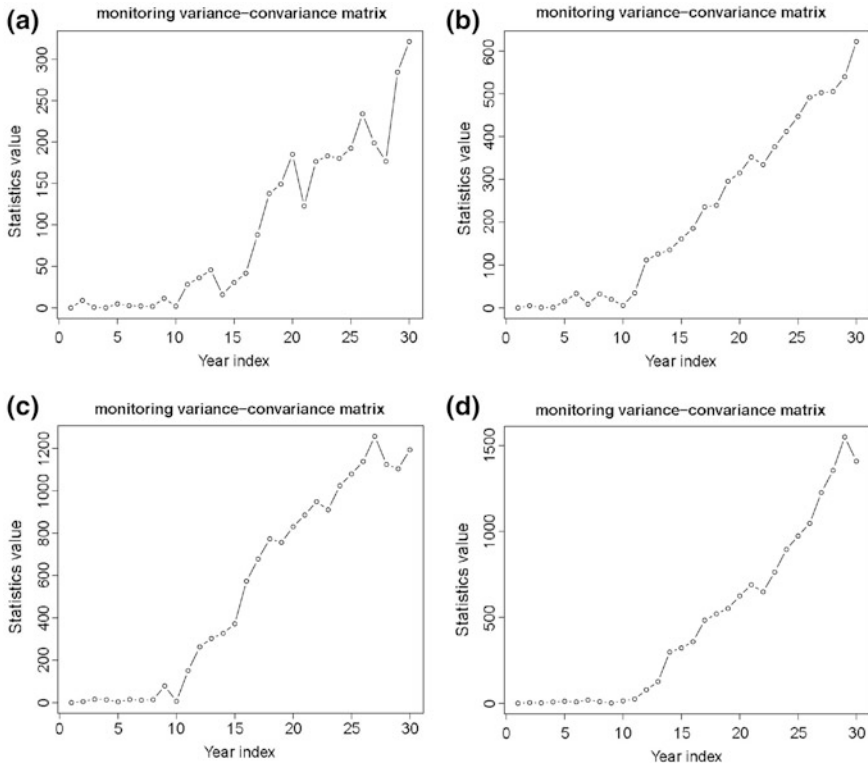 (a) monitoring variance-convariance matrix
Statistics value
300
250
200
150
100
50
0
0 5 10 15 20 25 30
Year index
(b) monitoring variance-convariance matrix
Statistics value
600
500
400
300
200
100
0
0 5 10 15 20 25 30
Year index
(c) monitoring variance-convariance matrix
Statistics value
1200
1000
800
600
400
200
0
0 5 10 15 20 25 30
Year index
(d) monitoring variance-convariance matrix
Statistics value
1500
1000
500
0
0 5 10 15 20 25 30
Year index